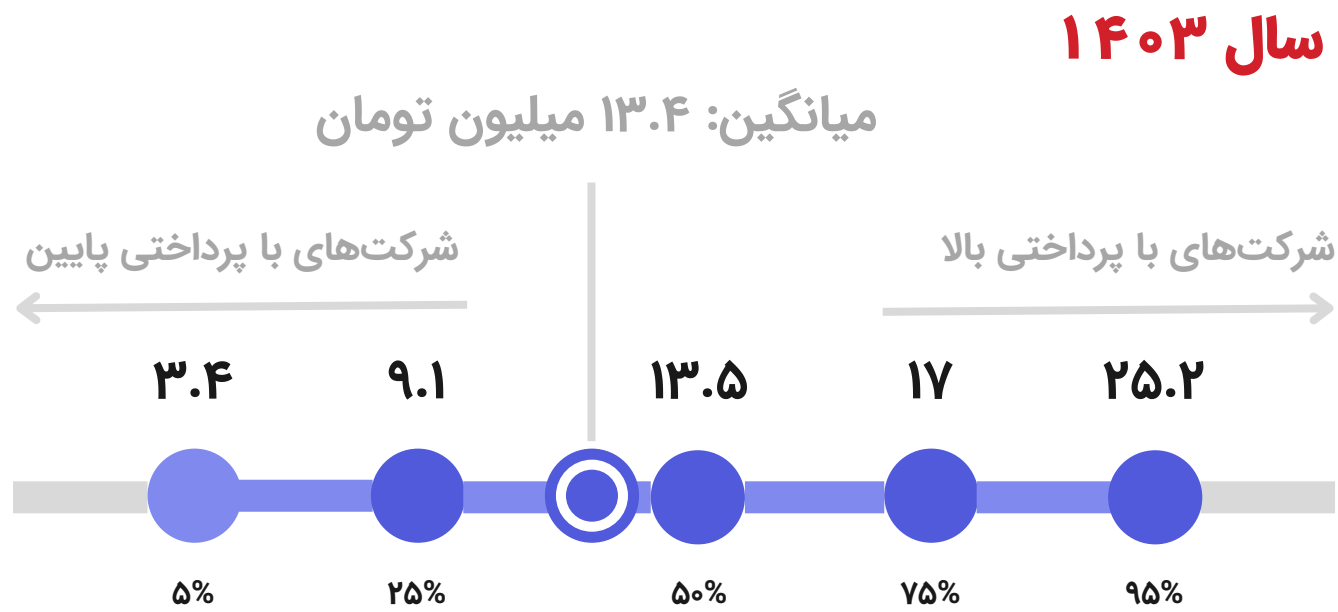 سال ۱۴۰۳
میانگین: ۱۳.۴ میلیون تومان
شرکت‌های با پرداختی پایین
شرکت‌های با پرداختی بالا
۳.۴ ۹.۱ ۱۳.۵ ۱۷ ۲۵.۲
۵% ۲۵% ۵۰% ۷۵% ۹۵%